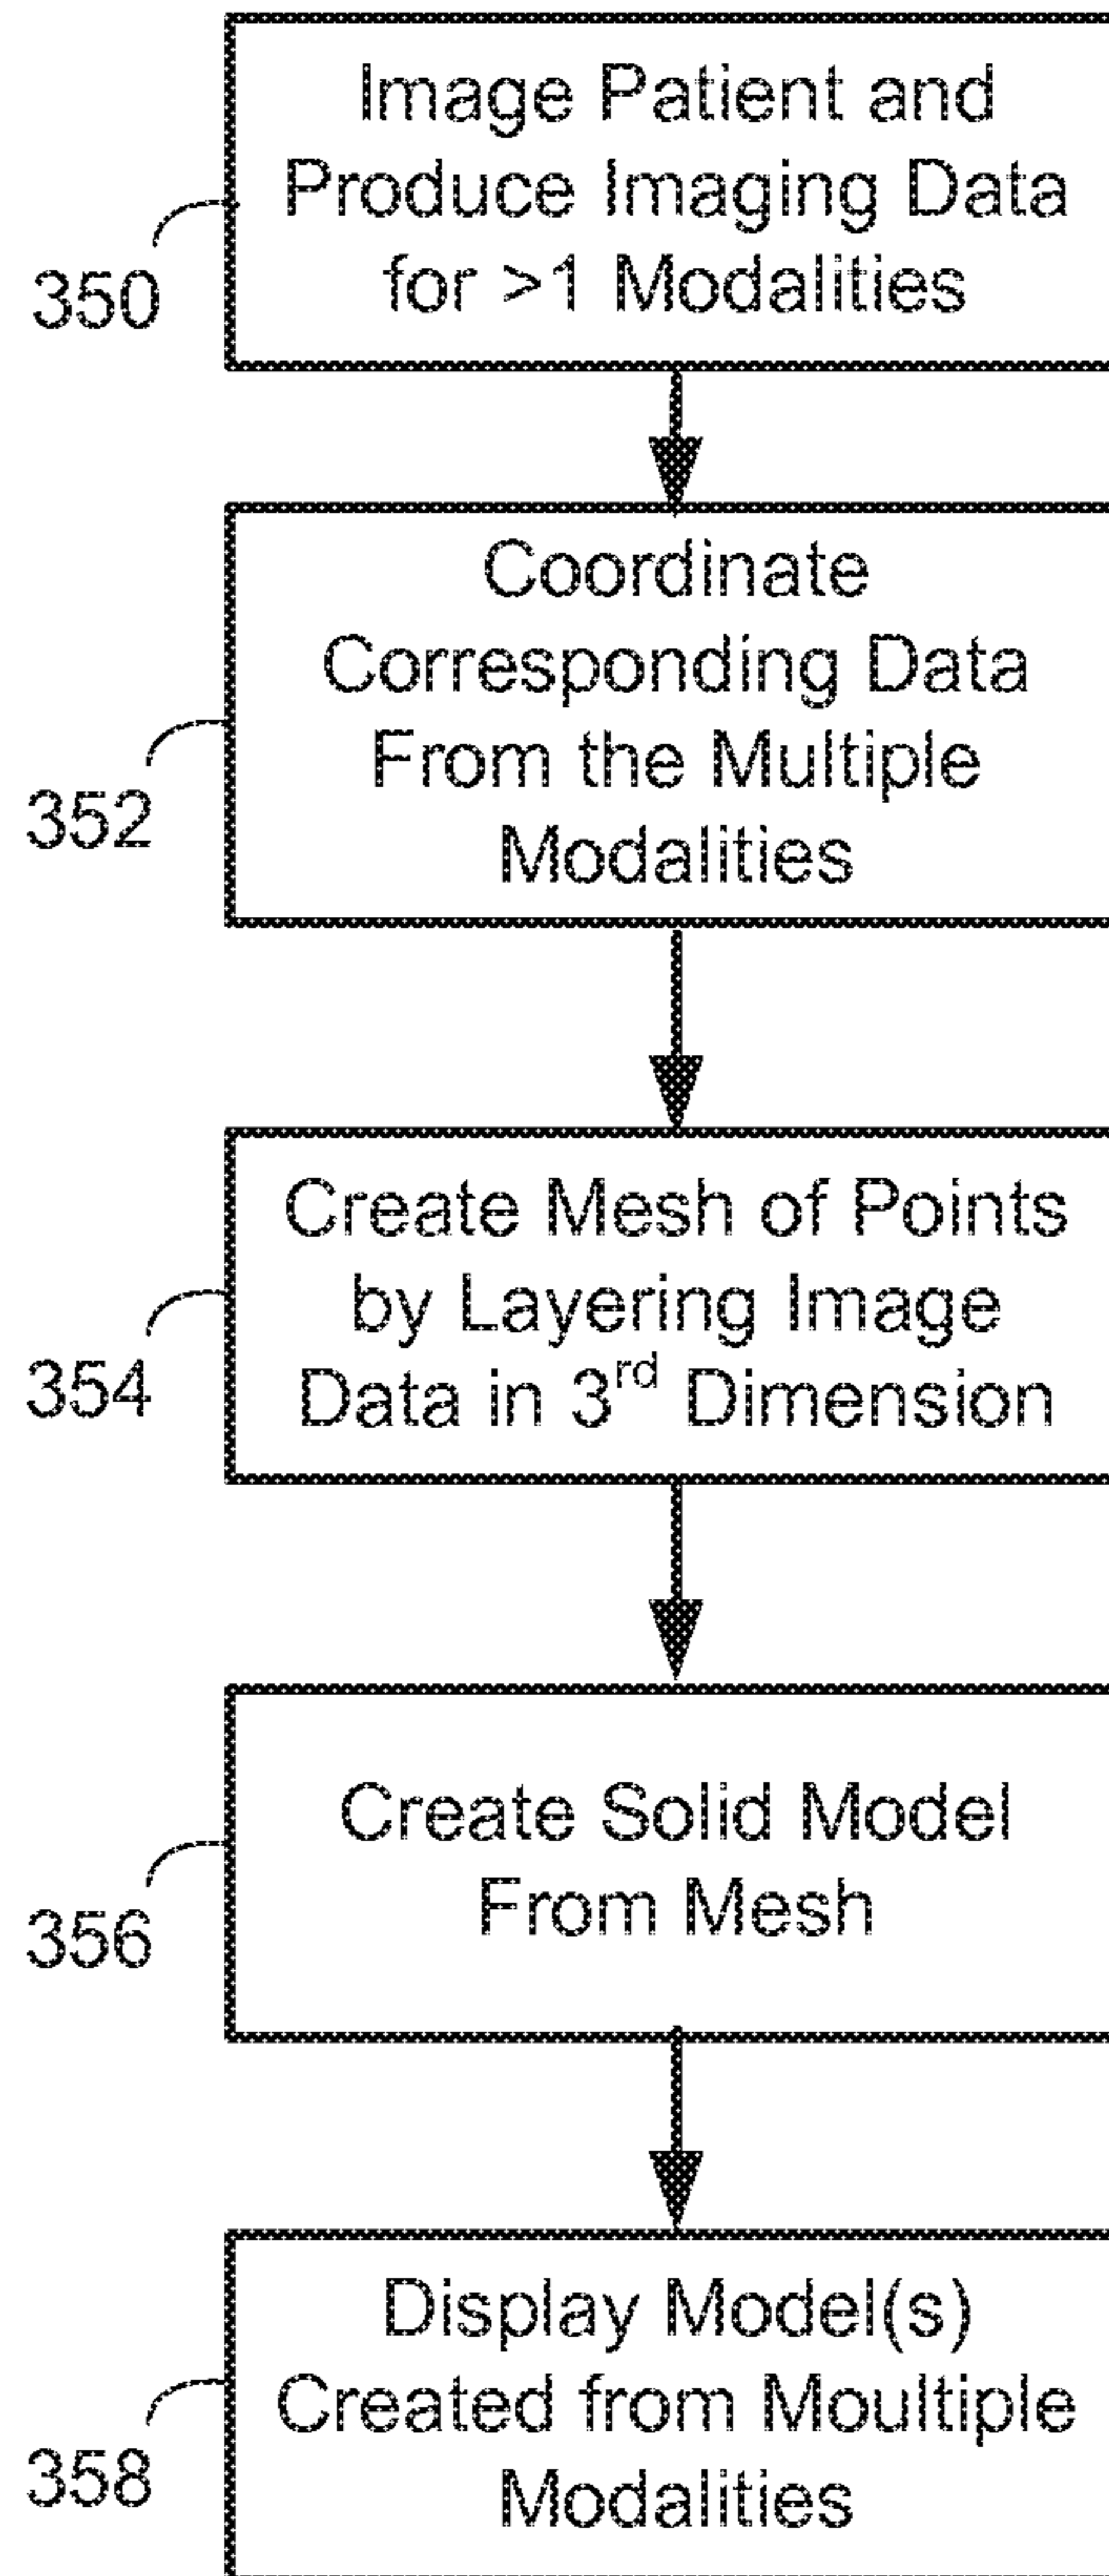 Image Patient and
Produce Imaging Data
for >1 Modalities
350
Coordinate
Corresponding Data
From the Multiple
Modalities
352
Create Mesh of Points
by Layering Image
Data in 3rd Dimension
354
Create Solid Model
From Mesh
356
Display Model(s)
Created from Moultiple
Modalities
358